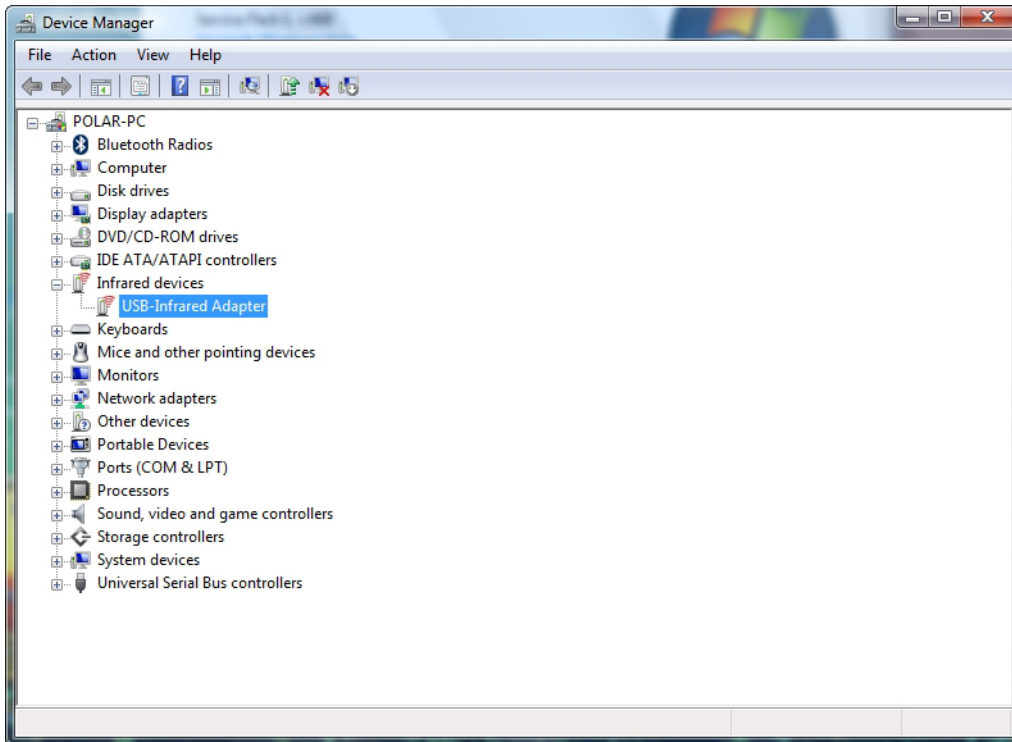 Device Manager
File Action View Help
POLAR-PC
Bluetooth Radios
Computer
Disk drives
Display adapters
DVD/CD-ROM drives
IDE ATA/ATAPI controllers
Infrared devices
USB-Infrared Adapter
Keyboards
Mice and other pointing devices
Monitors
Network adapters
Other devices
Portable Devices
Ports (COM & LPT)
Processors
Sound, video and game controllers
Storage controllers
System devices
Universal Serial Bus controllers